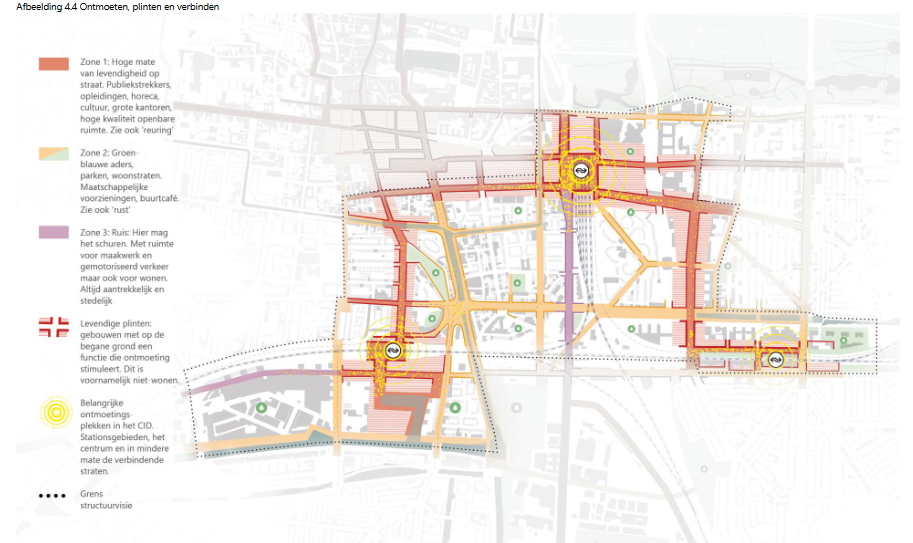 Afbeelding 4.4 Ontmoeten, plinten en verbinden
Zone 1: Hoge mate
van levendigheid op
straat. Publiekstrekkers,
opleidingen, horeca,
cultuur, grote kantoren,
hoge kwaliteit openbare
ruimte. Zie ook 'reuring'
Zone 2: Groen-
blauwe aders,
parken, woonstraten.
Maatschappelijke
voorzieningen, buurtcafé.
Zie ook 'rust'
Zone 3: Ruis: Hier mag
het schuren. Met ruimte
voor maakwerk en
gemotoriseerd verkeer
maar ook voor wonen.
Altijd aantrekkelijk en
stedelijk
Levendige plinten:
gebouwen met op de
begane grond een
functie die ontmoeting
stimuleert. Dit is
voornamelijk niet-wonen.
Belangrijke
ontmoetings-
plekken in het CID.
Stationsgebieden, het
centrum en in mindere
mate de verbindende
straten.
Grens
structuurvisie